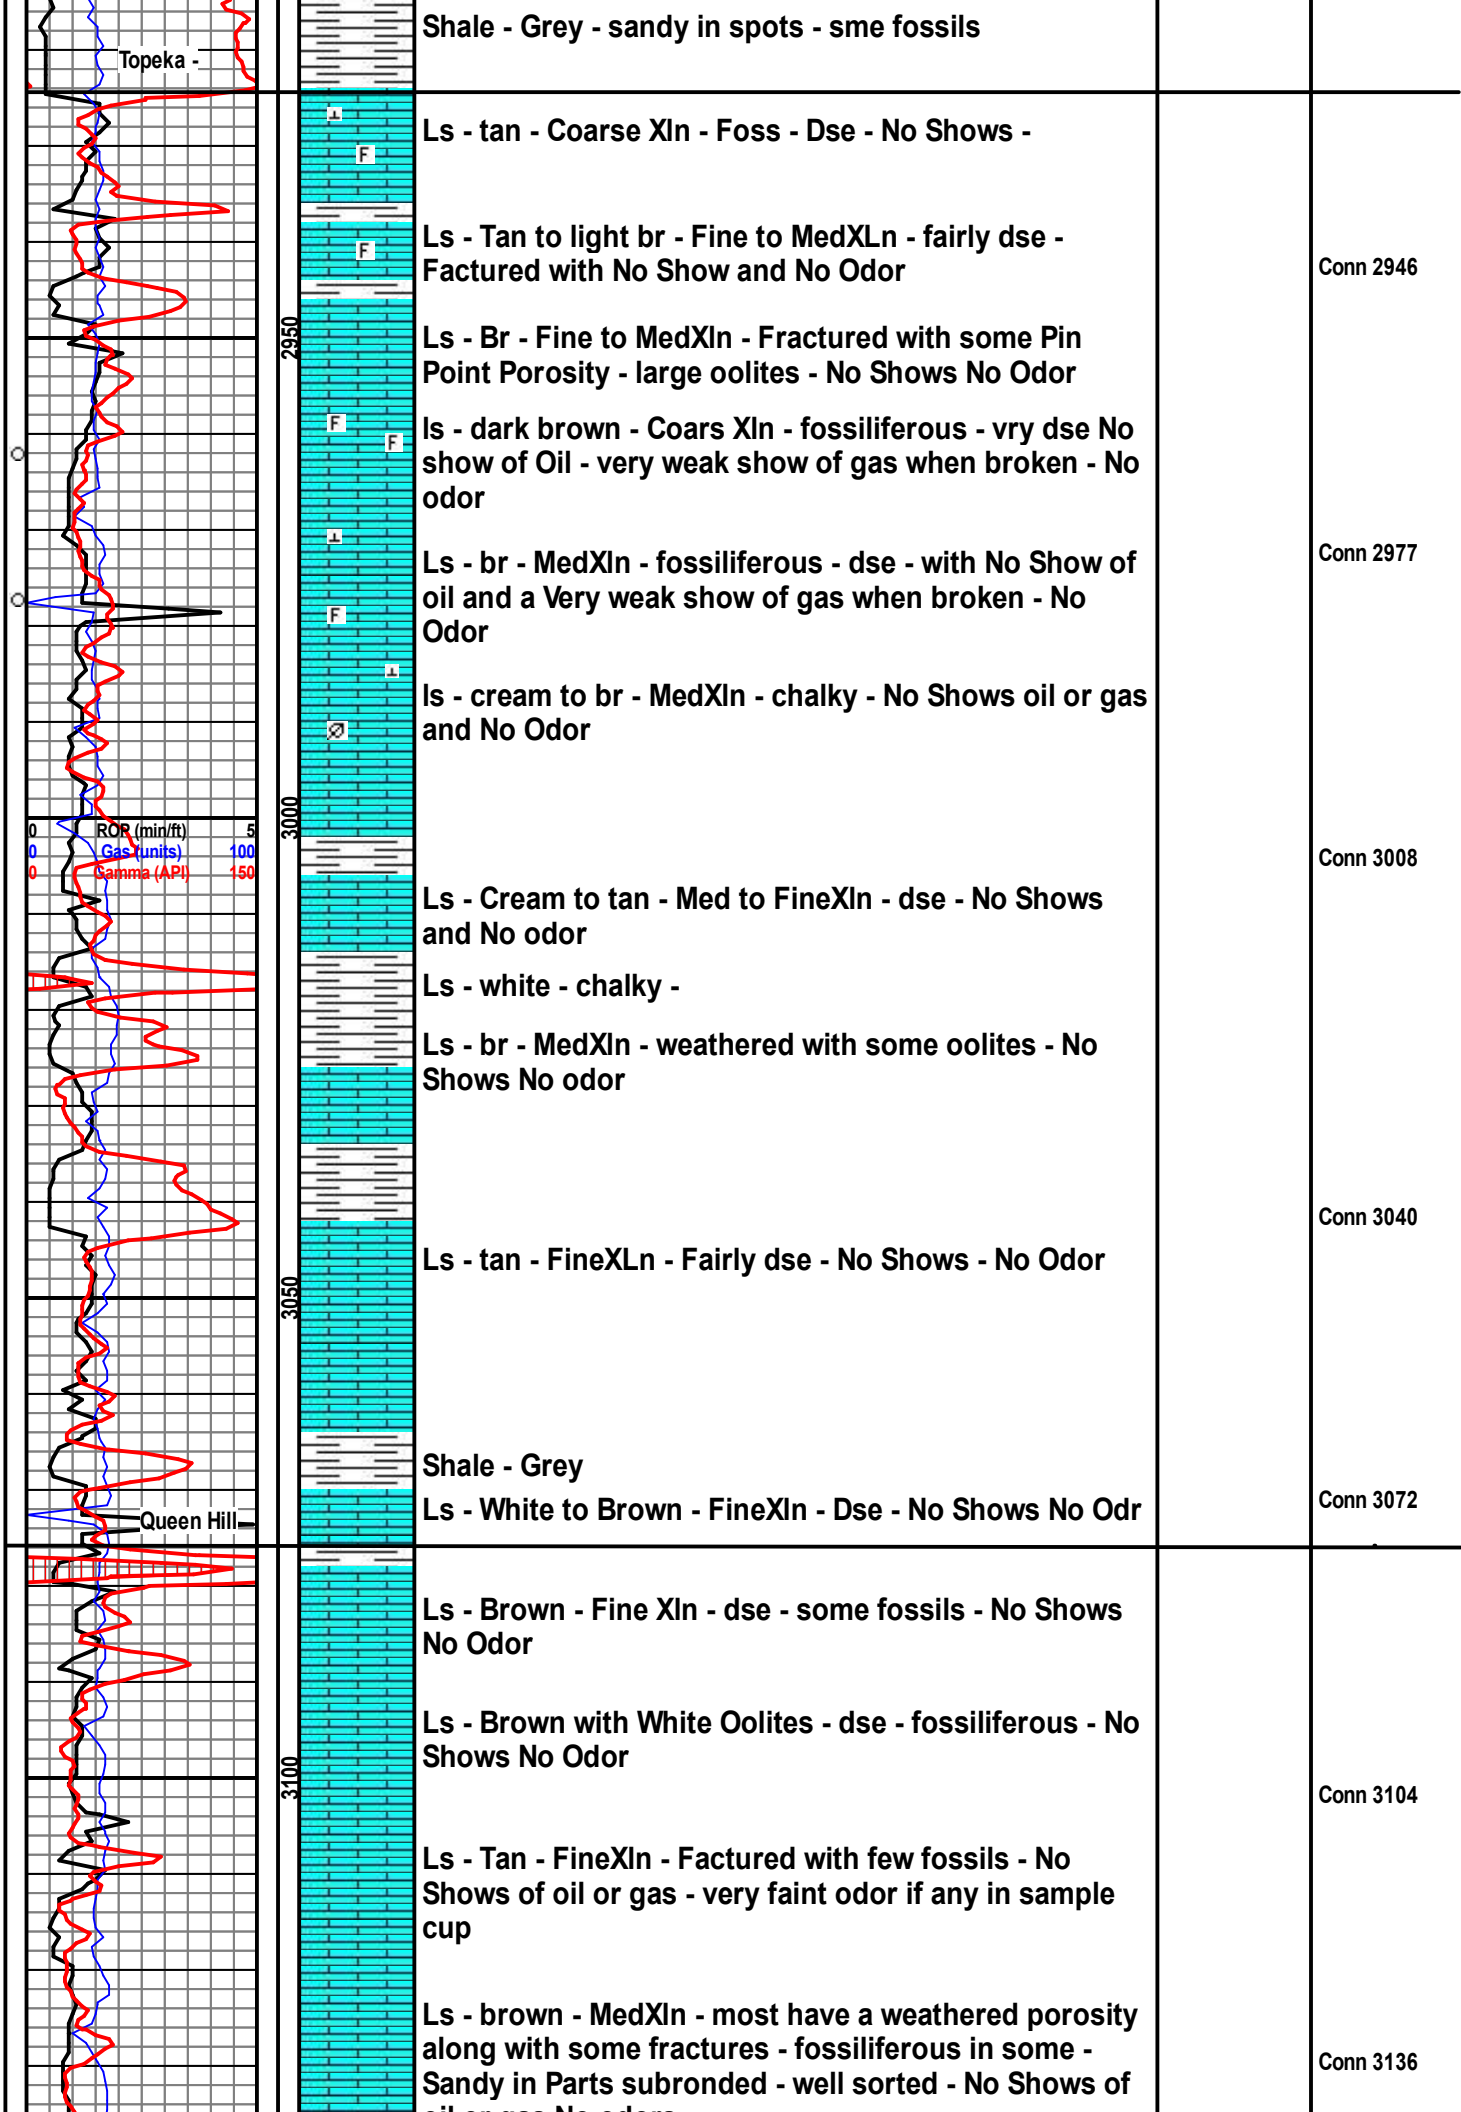 Shale - Grey - sandy in spots - sme fossils
Topeka -
Ls - tan - Coarse Xln - Foss - Dse - No Shows -
F
Ls - Tan to light br - Fine to MedXLn - fairly dse -
Factured with No Show and No Odor
F
Conn 2946
2950
Ls - Br - Fine to MedXln - Fractured with some Pin
Point Porosity - large oolites - No Shows No Odor
F
F
ls - dark brown - Coars Xln - fossiliferous - vry dse No
show of Oil - very weak show of gas when broken - No
odor
Conn 2977
Ls - br - MedXln - fossiliferous - dse - with No Show of
oil and a Very weak show of gas when broken - No
Odor
F
ls - cream to br - MedXln - chalky - No Shows oil or gas
and No Odor
3000
0 ROP (min/ft) 5
0 Gas (units) 100
0 Gamma (API) 150
Conn 3008
Ls - Cream to tan - Med to FineXln - dse - No Shows
and No odor
Ls - white - chalky -
Ls - br - MedXln - weathered with some oolites - No
Shows No odor
Conn 3040
Ls - tan - FineXLn - Fairly dse - No Shows - No Odor
3050
Shale - Grey
Ls - White to Brown - FineXln - Dse - No Shows No Odr
Conn 3072
Queen Hill
Ls - Brown - Fine Xln - dse - some fossils - No Shows
No Odor
Ls - Brown with White Oolites - dse - fossiliferous - No
Shows No Odor
3100
Conn 3104
Ls - Tan - FineXln - Factured with few fossils - No
Shows of oil or gas - very faint odor if any in sample
cup
Ls - brown - MedXln - most have a weathered porosity
along with some fractures - fossiliferous in some -
Sandy in Parts subronded - well sorted - No Shows of
Conn 3136